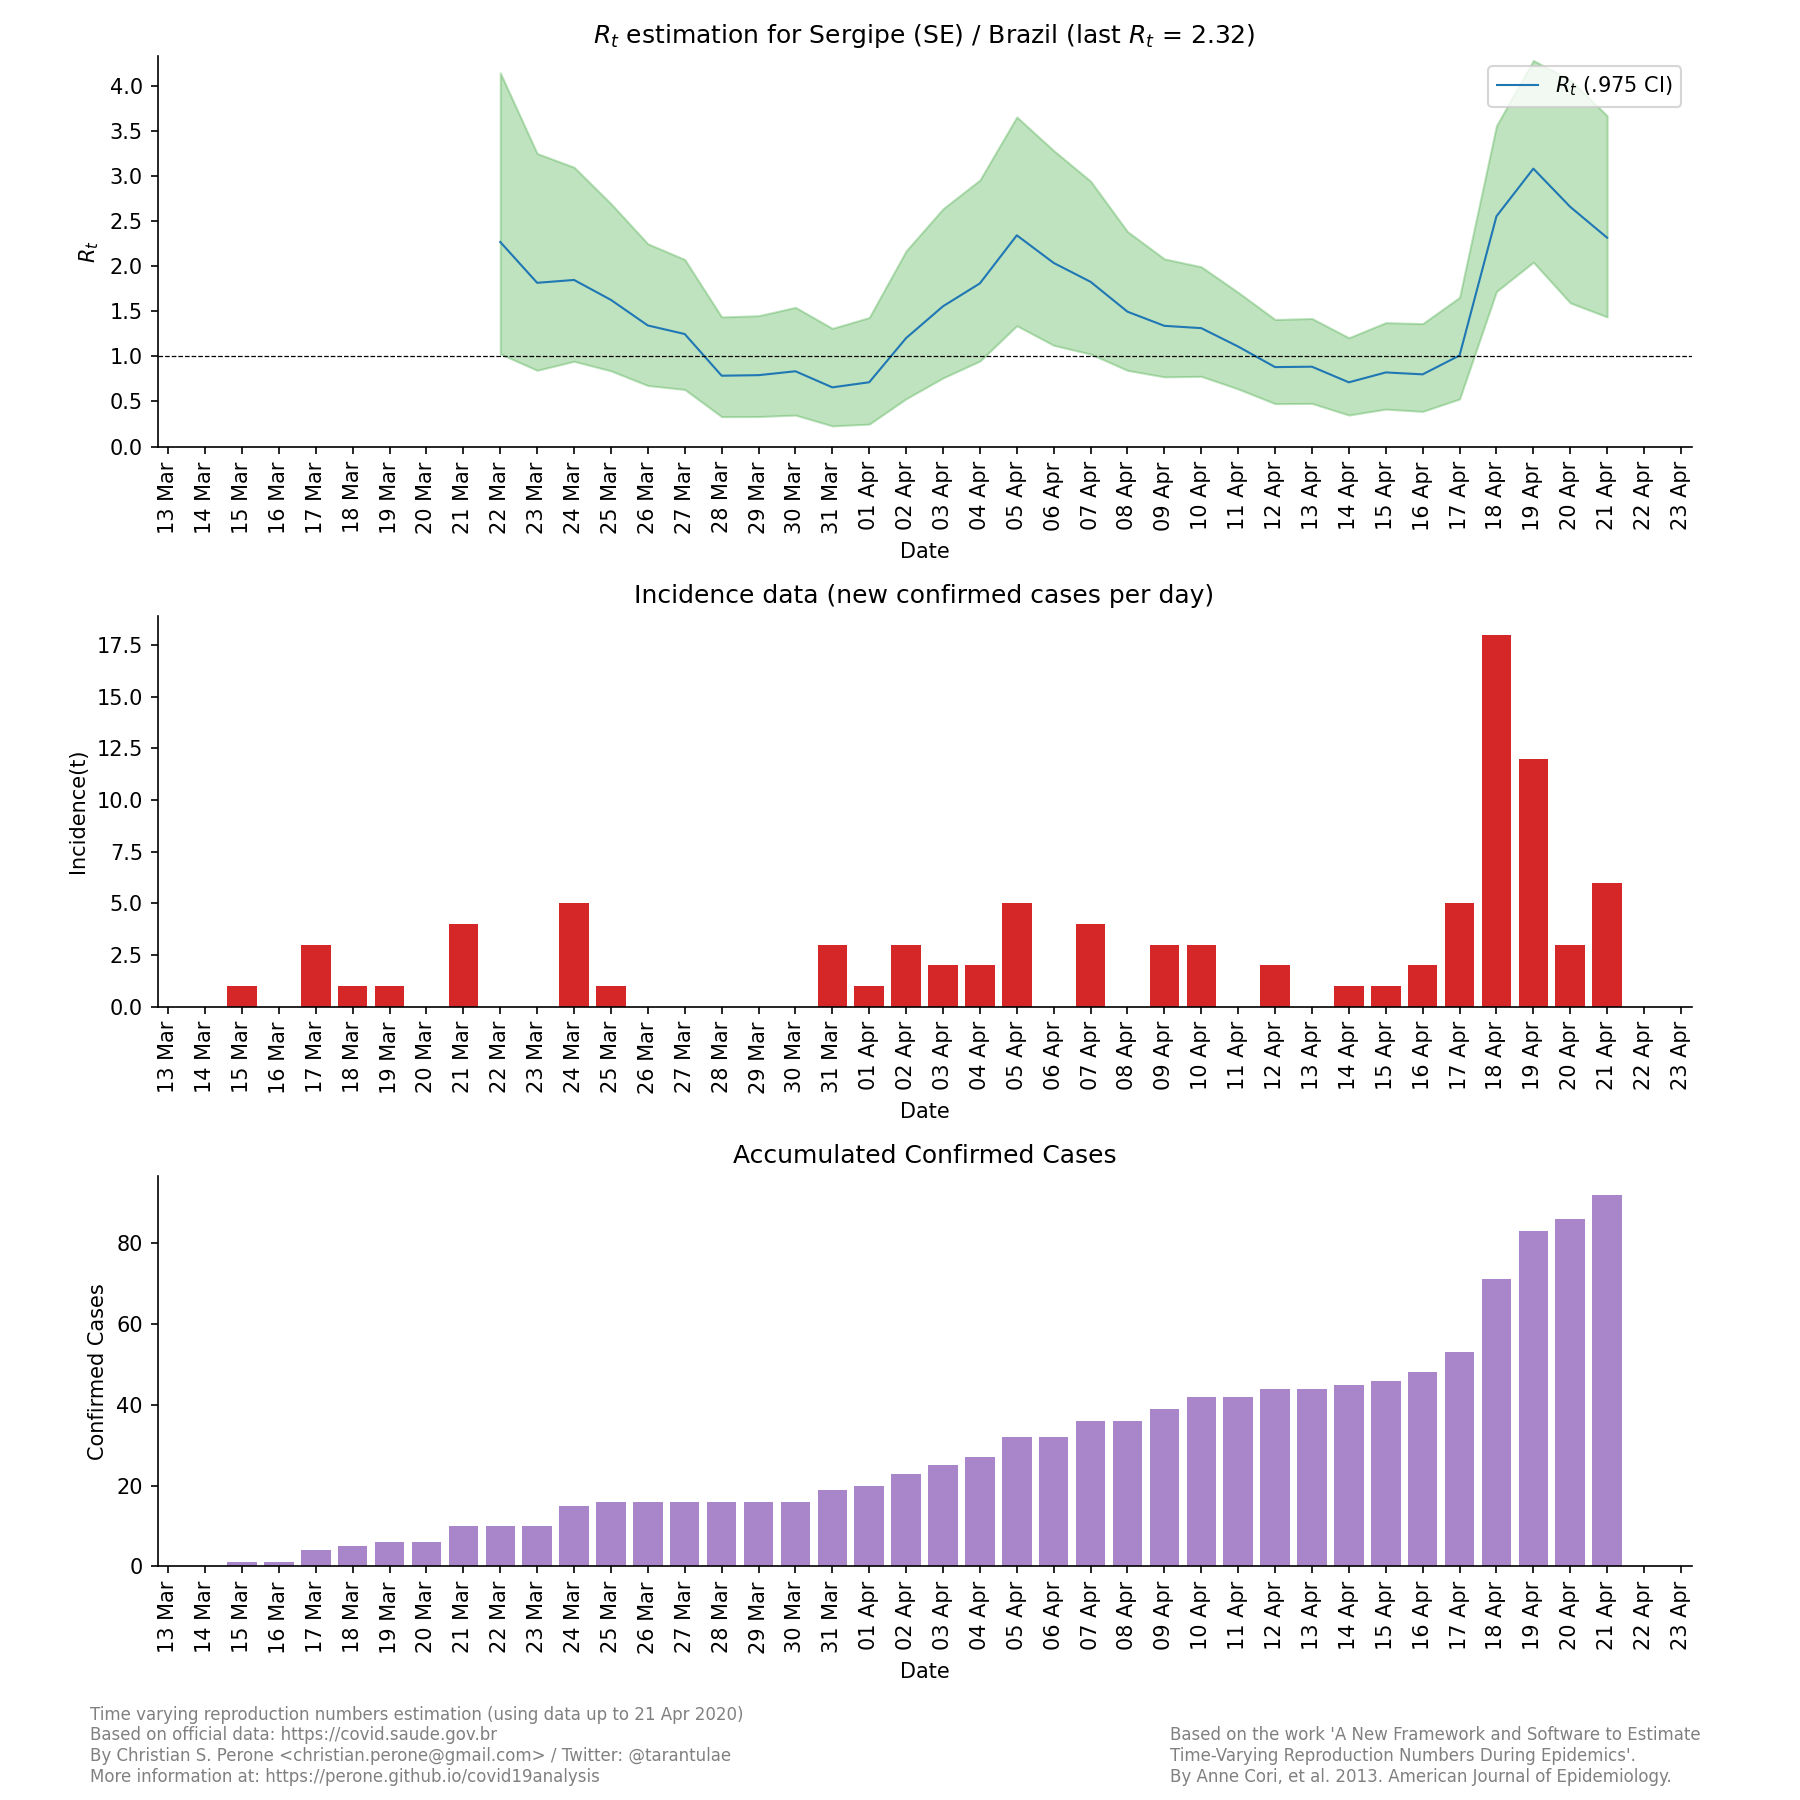 Rt estimation for Sergipe (SE) / Brazil (last Rt = 2.32)
Rt (.975 CI)
4.0
3.5
3.0
2.5
2.0
1.5
1.0
0.5
0.0
Rt
13 Mar 14 Mar 15 Mar 16 Mar 17 Mar 18 Mar 19 Mar 20 Mar 21 Mar 22 Mar 23 Mar 24 Mar 25 Mar 26 Mar 27 Mar 28 Mar 29 Mar 30 Mar 31 Mar 01 Apr 02 Apr 03 Apr 04 Apr 05 Apr 06 Apr 07 Apr 08 Apr 09 Apr 10 Apr 11 Apr 12 Apr 13 Apr 14 Apr 15 Apr 16 Apr 17 Apr 18 Apr 19 Apr 20 Apr 21 Apr 22 Apr 23 Apr
Date
Incidence data (new confirmed cases per day)
17.5
15.0
12.5
10.0
7.5
5.0
2.5
0.0
Incidence(t)
13 Mar 14 Mar 15 Mar 16 Mar 17 Mar 18 Mar 19 Mar 20 Mar 21 Mar 22 Mar 23 Mar 24 Mar 25 Mar 26 Mar 27 Mar 28 Mar 29 Mar 30 Mar 31 Mar 01 Apr 02 Apr 03 Apr 04 Apr 05 Apr 06 Apr 07 Apr 08 Apr 09 Apr 10 Apr 11 Apr 12 Apr 13 Apr 14 Apr 15 Apr 16 Apr 17 Apr 18 Apr 19 Apr 20 Apr 21 Apr 22 Apr 23 Apr
Date
Accumulated Confirmed Cases
80
60
40
20
0
Confirmed Cases
13 Mar 14 Mar 15 Mar 16 Mar 17 Mar 18 Mar 19 Mar 20 Mar 21 Mar 22 Mar 23 Mar 24 Mar 25 Mar 26 Mar 27 Mar 28 Mar 29 Mar 30 Mar 31 Mar 01 Apr 02 Apr 03 Apr 04 Apr 05 Apr 06 Apr 07 Apr 08 Apr 09 Apr 10 Apr 11 Apr 12 Apr 13 Apr 14 Apr 15 Apr 16 Apr 17 Apr 18 Apr 19 Apr 20 Apr 21 Apr 22 Apr 23 Apr
Date
Time varying reproduction numbers estimation (using data up to 21 Apr 2020)
Based on official data: https://covid.saude.gov.br
By Christian S. Perone <christian.perone@gmail.com> / Twitter: @tarantulae
More information at: https://perone.github.io/covid19analysis
Based on the work 'A New Framework and Software to Estimate
Time-Varying Reproduction Numbers During Epidemics'.
By Anne Cori, et al. 2013. American Journal of Epidemiology.